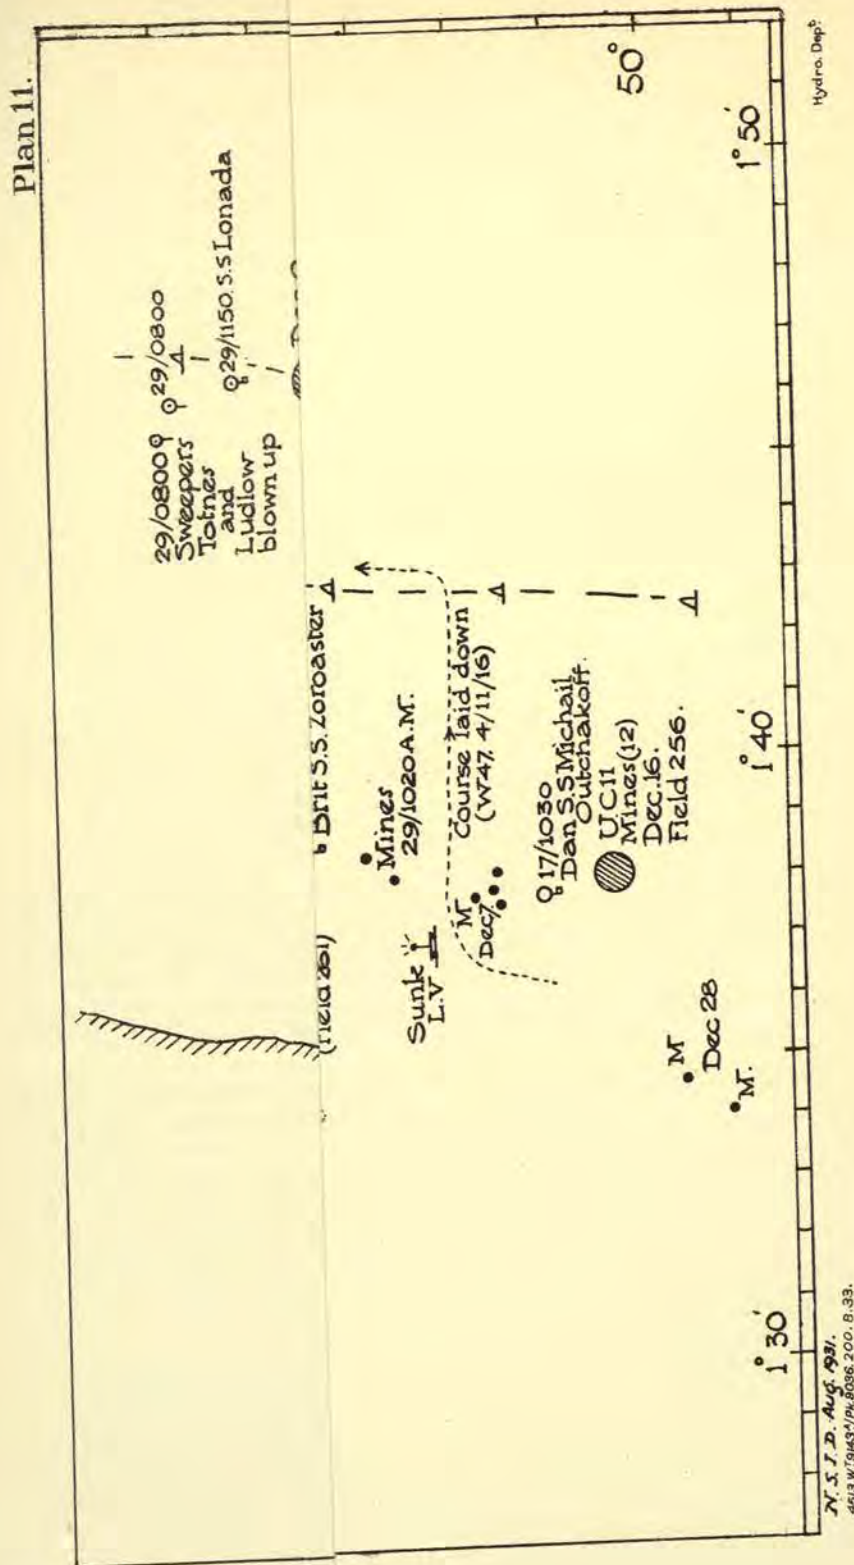 Plan 11.
29/0800
29/0800
Sweepers
Totnes
and
Ludlow
blown up
29/1150. S.S Lonada
Brit S.S. Zoroaster
Mines
29/1020 A.M.
Sunk
L.V
Course laid down
(W47. 4/11/16)
M
Dec 7.
17/1030
Dan. S.S Michail
Outchakoff.
UC11
Mines (12)
Dec. 16.
Field 256.
M
Dec 28
M.
50°
1° 30'
1° 40'
1° 50'
N. S. I. D. Aug. 1931.
Hydro. Dept.